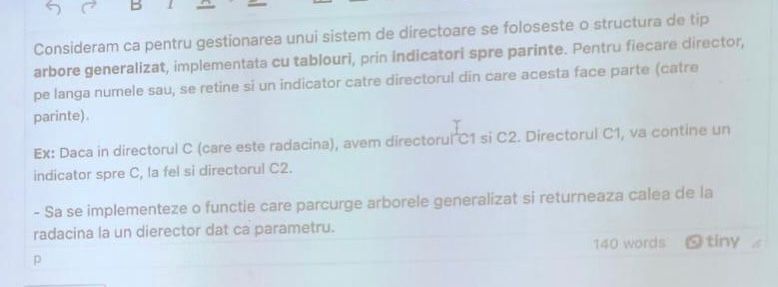 B I A
Consideram ca pentru gestionarea unui sistem de directoare se foloseste o structura de tip
arbore generalizat, implementata cu tablouri, prin indicatori spre parinte. Pentru fiecare director,
pe langa numele sau, se retine si un indicator catre directorul din care acesta face parte (catre
parinte).
Ex: Daca in directorul C (care este radacina), avem directorul C1 si C2. Directorul C1, va contine un
indicator spre C, la fel si directorul C2.
- Sa se implementeze o functie care parcurge arborele generalizat si returneaza calea de la
radacina la un dierector dat ca parametru.
p 140 words tiny